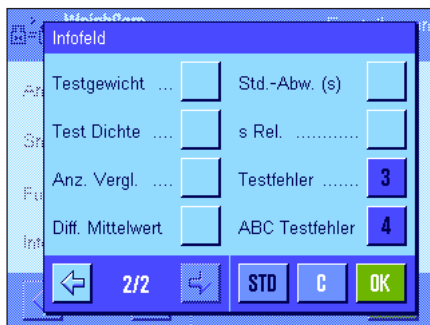 Infofeld
Testgewicht ...
Std.-Abw. (s)
Test Dichte ....
s Rel. ............
Anz. Vergl. ....
Testfehler ....... 3
Diff. Mittelwert
ABC Testfehler 4
2/2
STD
C
OK